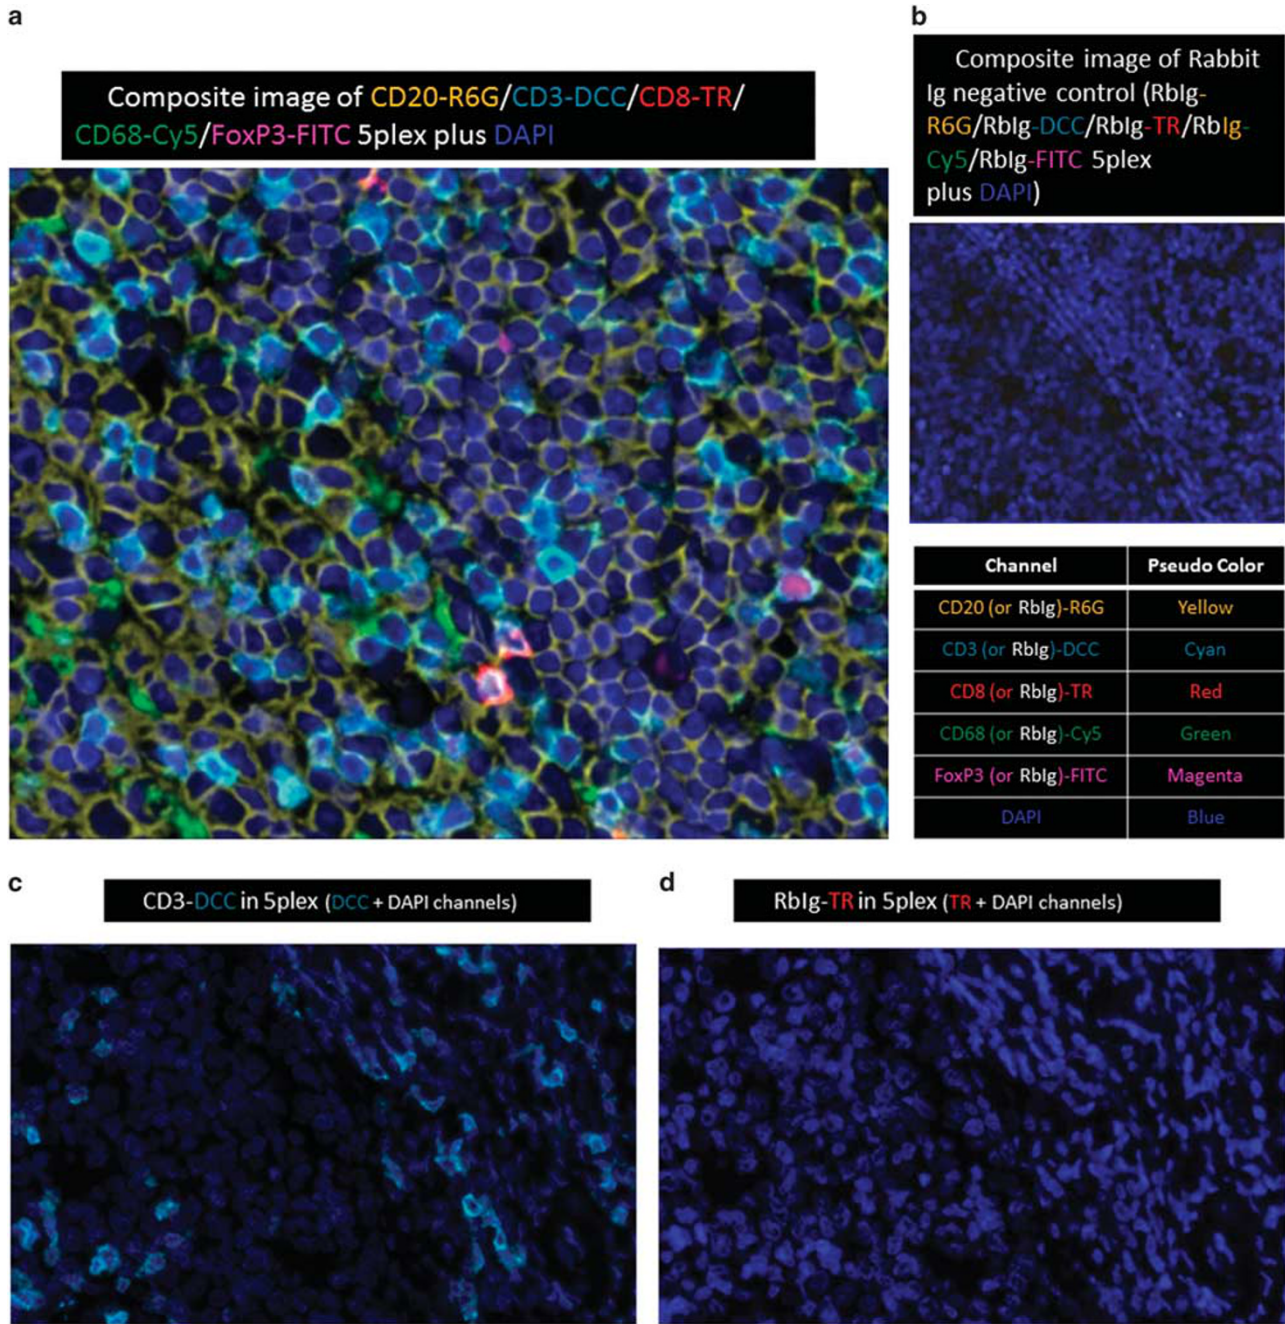 a
Composite image of CD20-R6G/CD3-DCC/CD8-TR/
CD68-Cy5/FoxP3-FITC 5plex plus DAPI
b
Composite image of Rabbit
Ig negative control (RbIg-
R6G/RbIg-DCC/RbIg-TR/RbIg-
Cy5/RbIg-FITC 5plex
plus DAPI)
Channel Pseudo Color
CD20 (or RbIg)-R6G Yellow
CD3 (or RbIg)-DCC Cyan
CD8 (or RbIg)-TR Red
CD68 (or RbIg)-Cy5 Green
FoxP3 (or RbIg)-FITC Magenta
DAPI Blue
c
CD3-DCC in 5plex (DCC + DAPI channels)
d
RbIg-TR in 5plex (TR + DAPI channels)